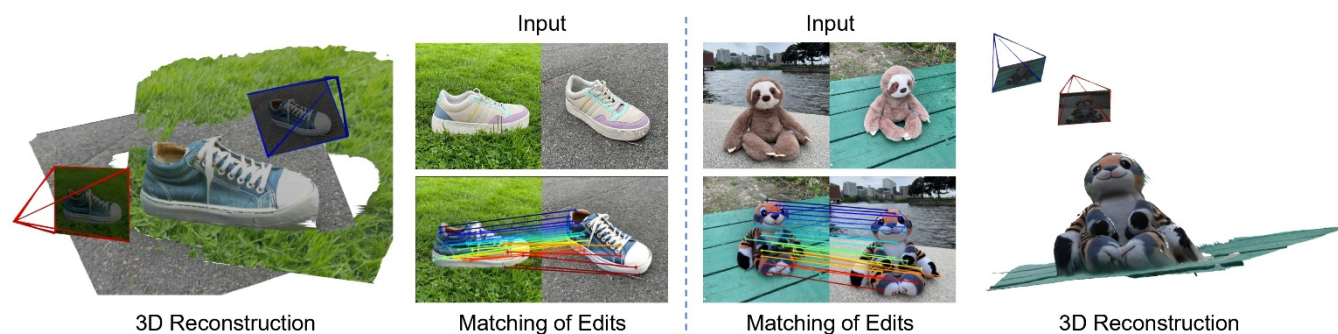 Input
Input
3D Reconstruction
Matching of Edits
Matching of Edits
3D Reconstruction